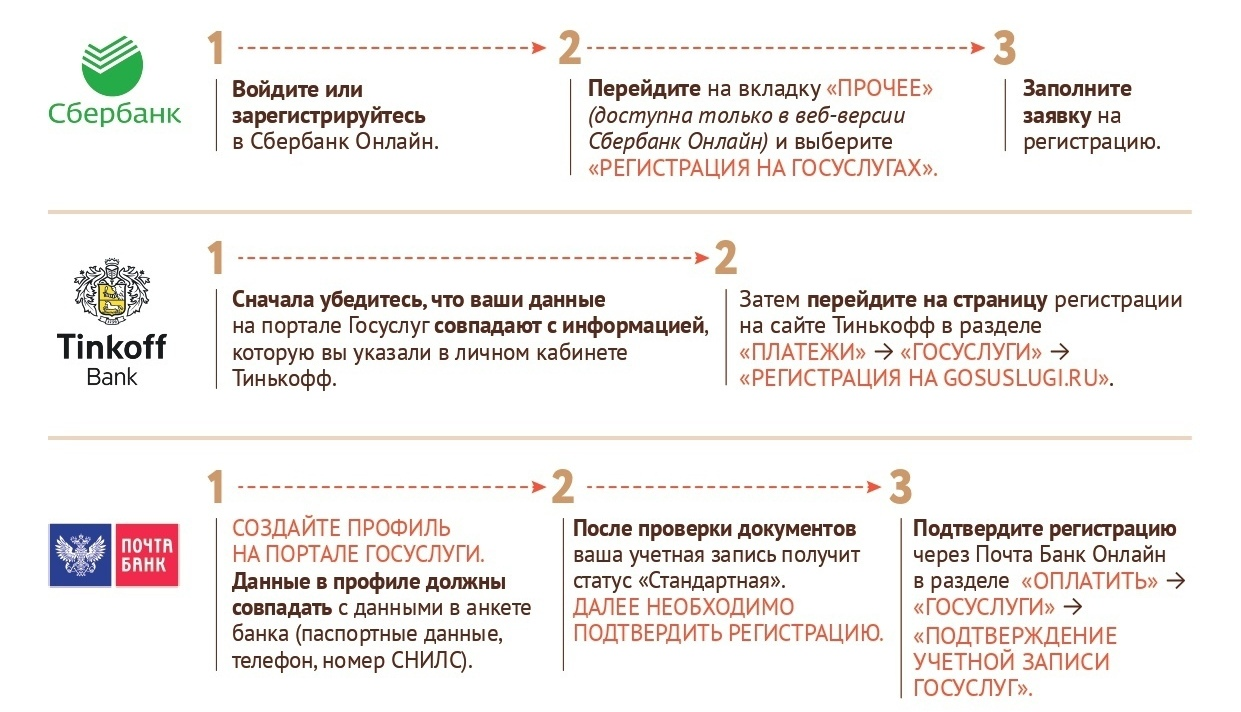 Сбербанк
1
Войдите или
зарегистрируйтесь
в Сбербанк Онлайн.
2
Перейдите на вкладку «ПРОЧЕЕ»
(доступна только в веб-версии
Сбербанк Онлайн) и выберите
«РЕГИСТРАЦИЯ НА ГОСУСЛУГАХ».
3
Заполните
заявку на
регистрацию.
Tinkoff
Bank
1
Сначала убедитесь, что ваши данные
на портале Госуслуг совпадают с информацией,
которую вы указали в личном кабинете
Тинькофф.
2
Затем перейдите на страницу регистрации
на сайте Тинькофф в разделе
«ПЛАТЕЖИ» → «ГОСУСЛУГИ» →
«РЕГИСТРАЦИЯ НА GOSUSLUGI.RU».
ПОЧТА
БАНК
1
СОЗДАЙТЕ ПРОФИЛЬ
НА ПОРТАЛЕ ГОСУСЛУГИ.
Данные в профиле должны
совпадать с данными в анкете
банка (паспортные данные,
телефон, номер СНИЛС).
2
После проверки документов
ваша учетная запись получит
статус «Стандартная».
ДАЛЕЕ НЕОБХОДИМО
ПОДТВЕРДИТЬ РЕГИСТРАЦИЮ.
3
Подтвердите регистрацию
через Почта Банк Онлайн
в разделе «ОПЛАТИТЬ» →
«ГОСУСЛУГИ» →
«ПОДТВЕРЖДЕНИЕ
УЧЕТНОЙ ЗАПИСИ
ГОСУСЛУГ».